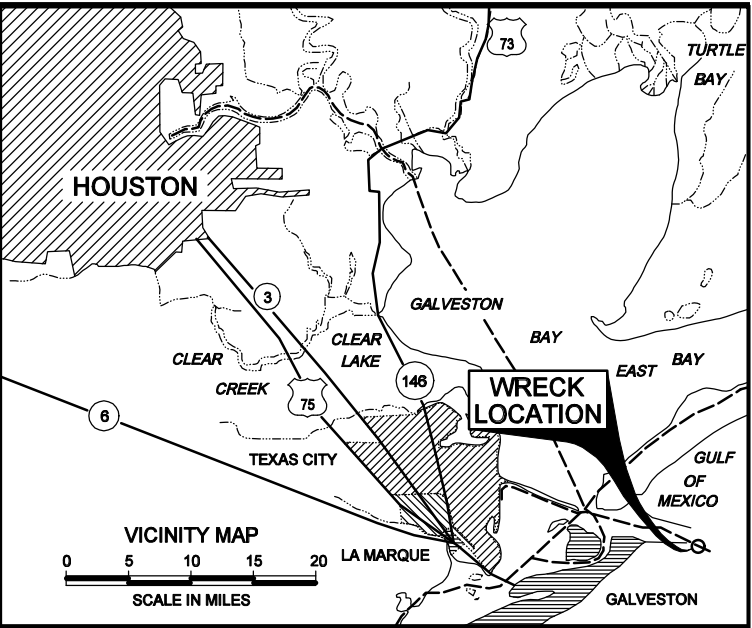 73
TURTLE
BAY
HOUSTON
3
GALVESTON
BAY
CLEAR
LAKE
CLEAR
CREEK
EAST BAY
146
75
WRECK
LOCATION
6
TEXAS CITY
GULF
OF
MEXICO
VICINITY MAP
LA MARQUE
0 5 10 15 20
SCALE IN MILES
GALVESTON